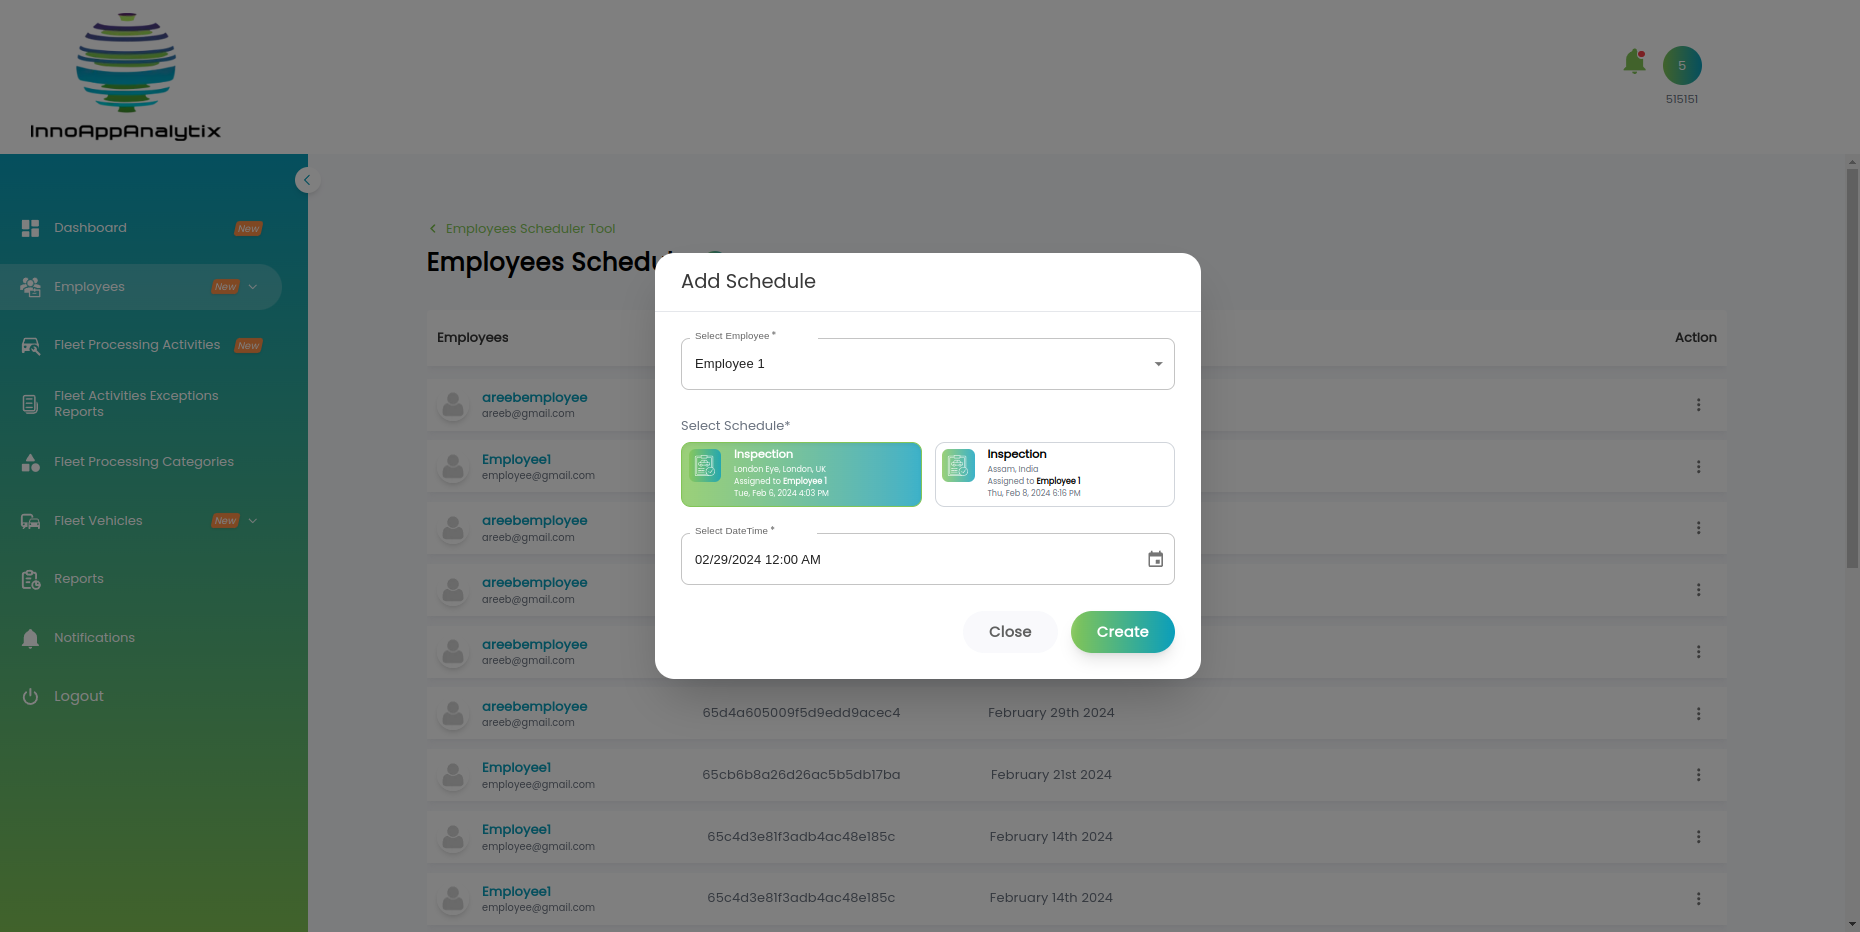 InnoAppAnalytix
5
515151
Dashboard New
Employees New
Fleet Processing Activities New
Fleet Activities Exceptions
Reports
Fleet Processing Categories
Fleet Vehicles New
Reports
Notifications
Logout
Employees Scheduler Tool
Employees Schedu
Employees
Action
areebemployee
areeb@gmail.com
Employee1
employee@gmail.com
areebemployee
areeb@gmail.com
areebemployee
areeb@gmail.com
areebemployee
areeb@gmail.com
areebemployee
areeb@gmail.com
65d4a605009f5d9edd9acec4
February 29th 2024
Employee1
employee@gmail.com
65cb6b8a26d26ac5b5db17ba
February 21st 2024
Employee1
employee@gmail.com
65c4d3e81f3adb4ac48e185c
February 14th 2024
Employee1
employee@gmail.com
65c4d3e81f3adb4ac48e185c
February 14th 2024
Add Schedule
Select Employee *
Employee 1
Select Schedule*
Inspection
London Eye, London, UK
Assigned to Employee 1
Tue, Feb 6, 2024 4:03 PM
Inspection
Assam, India
Assigned to Employee 1
Thu, Feb 8, 2024 6:16 PM
Select DateTime *
02/29/2024 12:00 AM
Close
Create